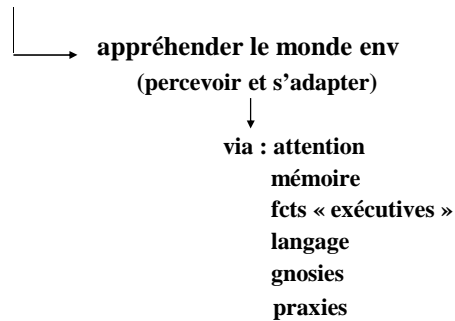 appréhender le monde env
(percevoir et s’adapter)
via : attention
mémoire
fcts « exécutives »
langage
gnosies
praxies